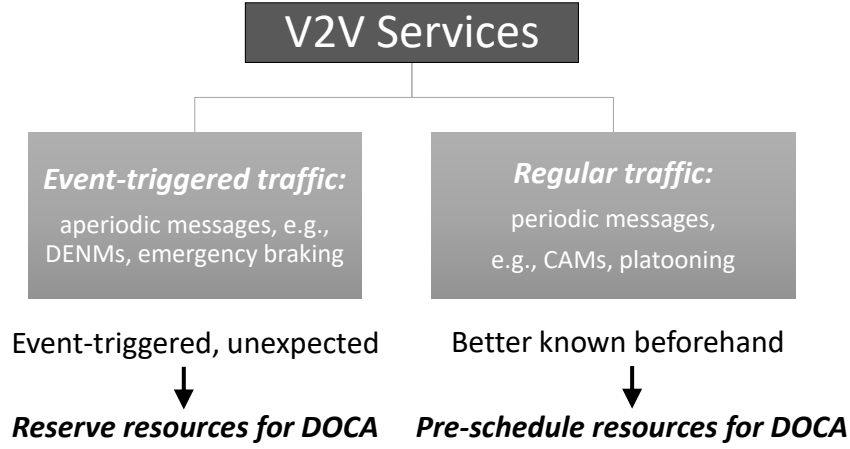 V2V Services
Event-triggered traffic:
aperiodic messages, e.g.,
DENMs, emergency braking
Regular traffic:
periodic messages,
e.g., CAMs, platooning
Event-triggered, unexpected
Better known beforehand
Reserve resources for DOCA
Pre-schedule resources for DOCA